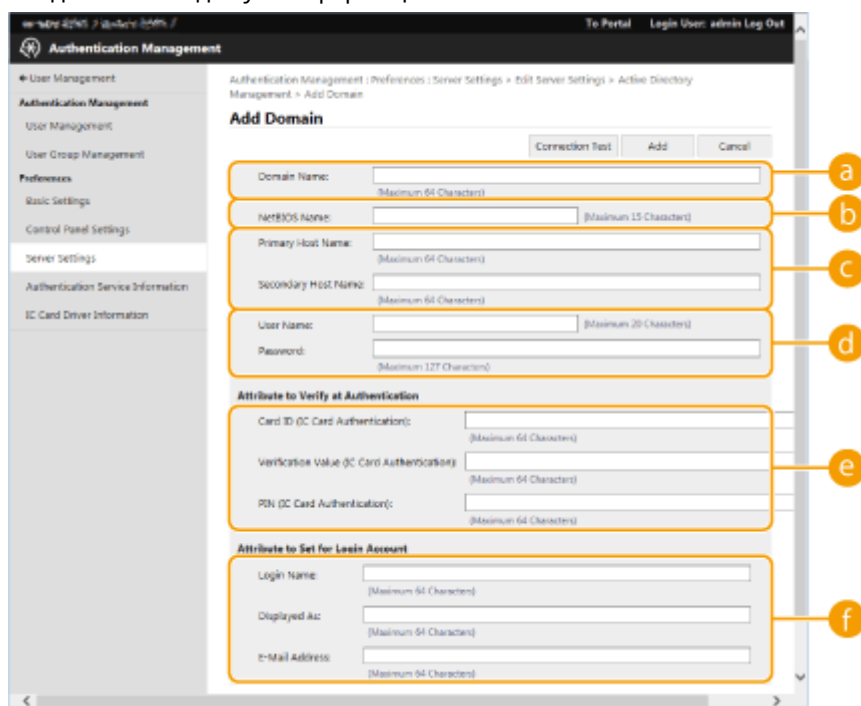 To Portal Login User: admin Log Out
Authentication Management
User Management
Authentication Management
User Management
User Group Management
Preferences
Basic Settings
Control Panel Settings
Server Settings
Authentication Service Information
IC Card Driver Information
Authentication Management : Preferences : Server Settings > Edit Server Settings > Active Directory
Management > Add Domain
Add Domain
Connection Test Add Cancel
Domain Name:
(Maximum 64 Characters)
a
NetBIOS Name: (Maximum 15 Characters)
b
Primary Host Name:
(Maximum 64 Characters)
Secondary Host Name:
(Maximum 64 Characters)
c
User Name: (Maximum 20 Characters)
Password:
(Maximum 127 Characters)
d
Attribute to Verify at Authentication
Card ID (IC Card Authentication):
(Maximum 64 Characters)
Verification Value (IC Card Authentication):
(Maximum 64 Characters)
PIN (IC Card Authentication):
(Maximum 64 Characters)
e
Attribute to Set for Login Account
Login Name:
(Maximum 64 Characters)
Displayed As:
(Maximum 64 Characters)
E-Mail Address:
(Maximum 64 Characters)
f